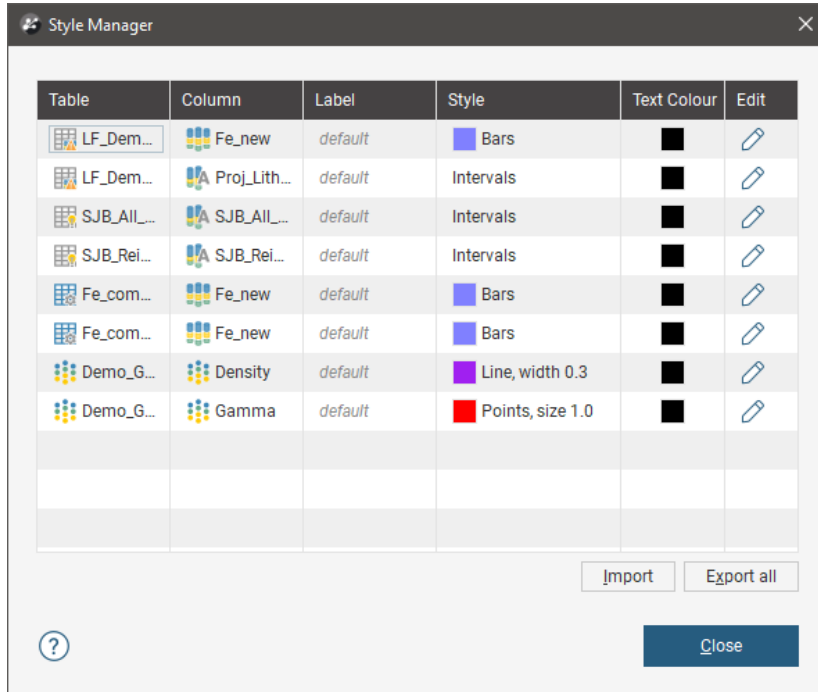 Style Manager
Table Column Label Style Text Colour Edit
LF_Dem... Fe_new default Bars
LF_Dem... Proj_Lith... default Intervals
SJB_All_... SJB_All_... default Intervals
SJB_Rei... SJB_Rei... default Intervals
Fe_com... Fe_new default Bars
Fe_com... Fe_new default Bars
Demo_G... Density default Line, width 0.3
Demo_G... Gamma default Points, size 1.0
Import Export all
? Close